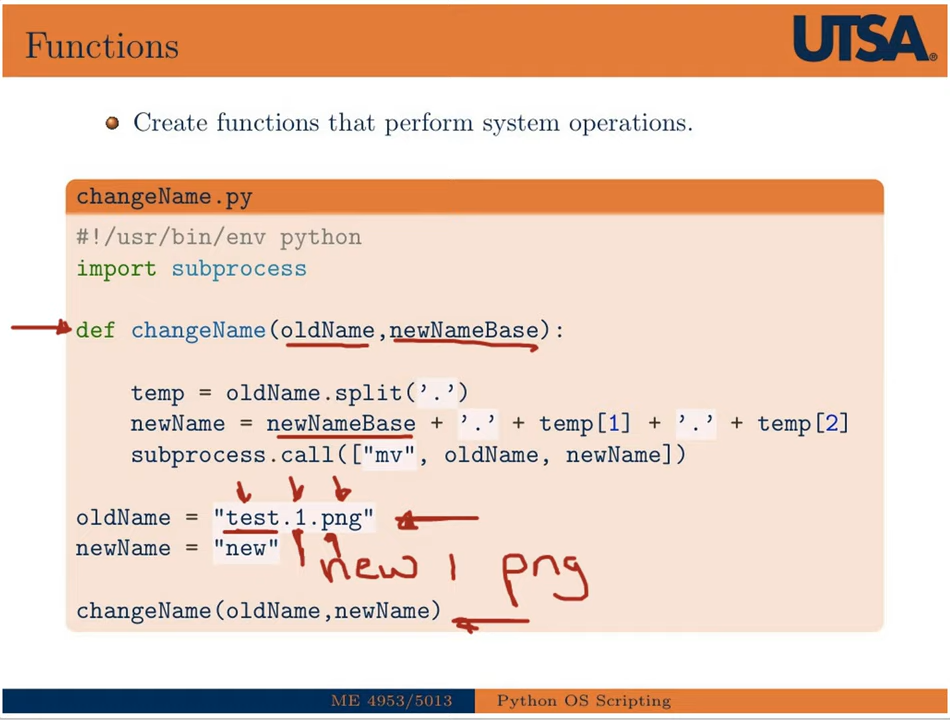 Functions
UTSA®
Create functions that perform system operations.
changeName.py
#!/usr/bin/env python
import subprocess
def changeName(oldName,newNameBase):
temp = oldName.split('.')
newName = newNameBase + '.' + temp[1] + '.' + temp[2]
subprocess.call(["mv", oldName, newName])
oldName = "test.1.png"
newName = "new"
new 1 png
changeName(oldName,newName)
ME 4953/5013 Python OS Scripting